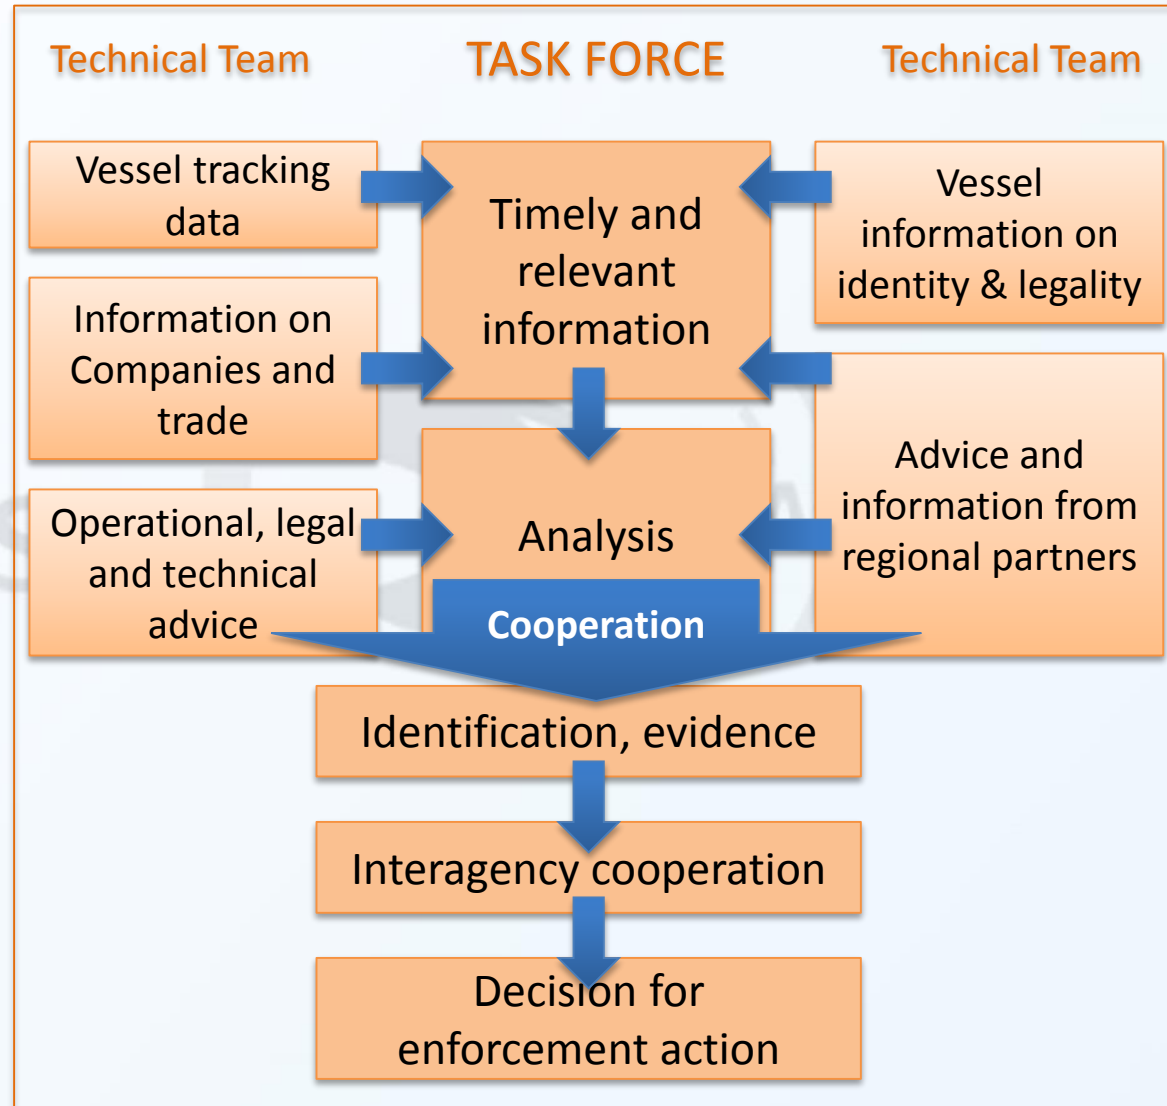 Technical Team
TASK FORCE
Technical Team
Vessel tracking
data
Information on
Companies and
trade
Operational, legal
and technical
advice
Timely and
relevant
information
Analysis
Cooperation
Vessel
information on
identity & legality
Advice and
information from
regional partners
Identification, evidence
Interagency cooperation
Decision for
enforcement action